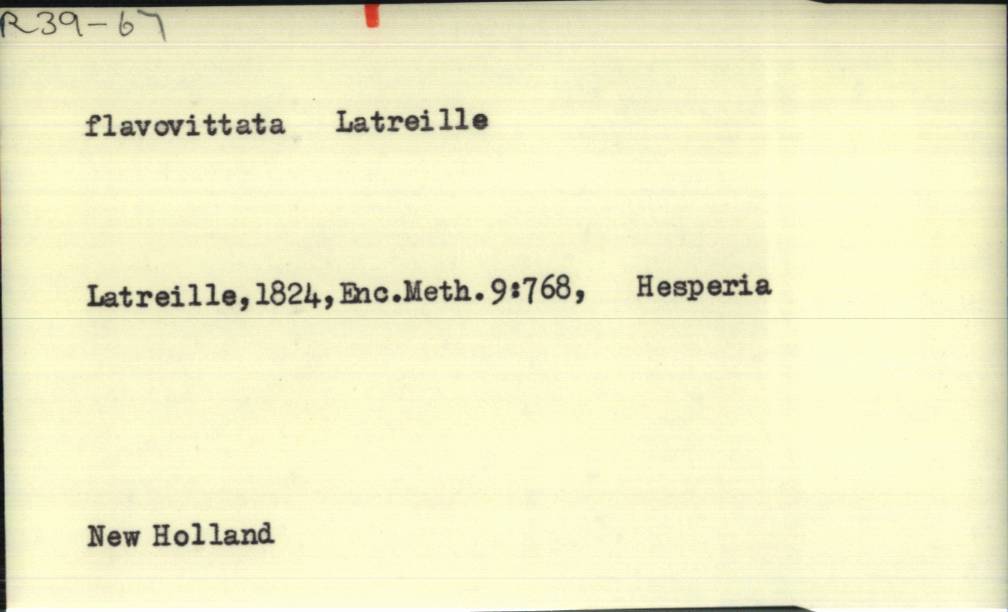 R39-67
flavovittata Latreille
Latreille,1824,Enc.Meth.9:768, Hesperia
New Holland